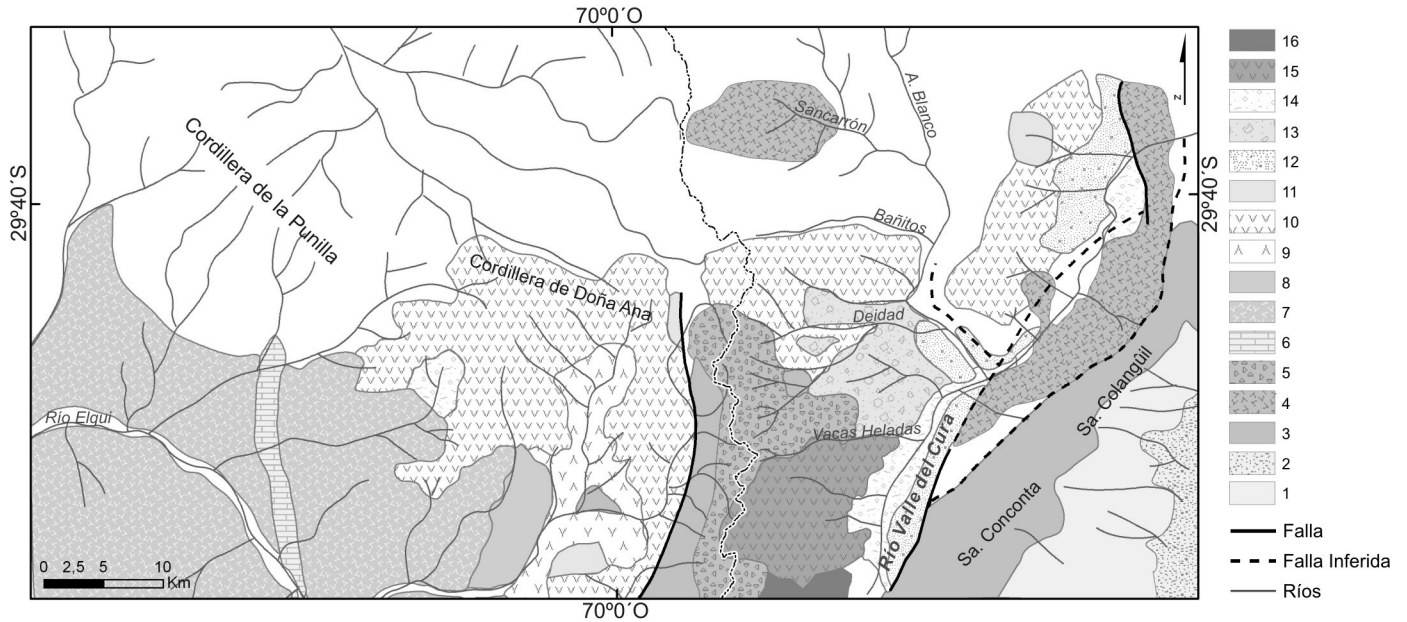 70º0´O
29º40´S
29º40´S
Cordillera de la Punilla
Cordillera de Doña Ana
Sancarrón
A. Blanco
Bañitos
Deidad
Vacas Heladas
Río Elqui
Río Valle del Cura
Sa. Colangüil
Sa. Conconta
0 2,5 5 10
Km
70º0´O
z
16
15
14
13
12
11
10
9
8
7
6
5
4
3
2
1
Falla
Falla Inferida
Ríos